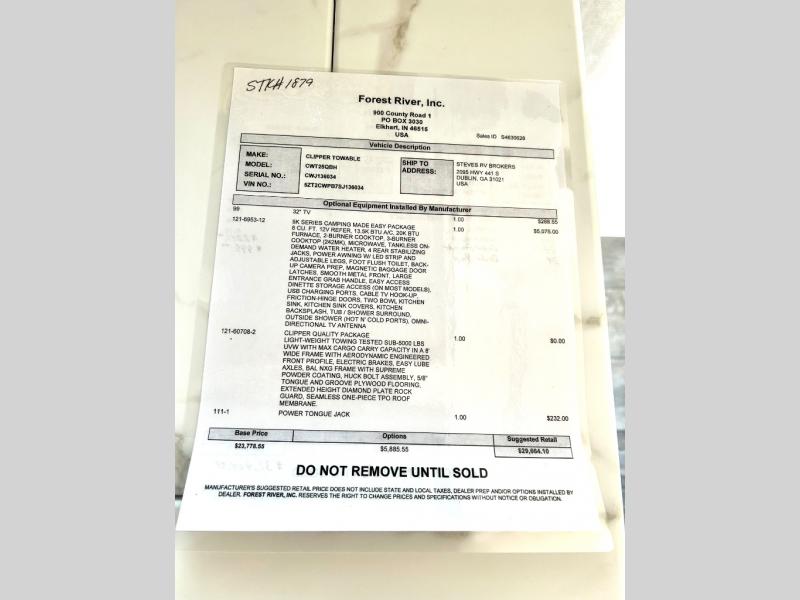 STK# 1879
Forest River, Inc.
900 County Road 1
PO BOX 3030
Elkhart, IN 46515
USA
Sales ID S4630628
Vehicle Description
MAKE: CLIPPER TOWABLE
MODEL: CWT25QBH
SERIAL NO.: CWJ136034
VIN NO.: 5ZT2CWPB7SJ136034
SHIP TO ADDRESS:
STEVES RV BROKERS
2095 HWY 441 S
DUBLIN, GA 31021
USA
Optional Equipment Installed By Manufacturer
99 32" TV 1.00
121-6953-12 5K SERIES CAMPING MADE EASY PACKAGE 1.00 $5,075.00
8 CU. FT. 12V REFER, 13.5K BTU A/C, 20K BTU
FURNACE, 2-BURNER COOKTOP, 3-BURNER
COOKTOP (242MK), MICROWAVE, TANKLESS ON-
DEMAND WATER HEATER, 4 REAR STABILIZING
JACKS, POWER AWNING W/ LED STRIP AND
ADJUSTABLE LEGS, FOOT FLUSH TOILET, BACK-
UP CAMERA PREP, MAGNETIC BAGGAGE DOOR
LATCHES, SMOOTH METAL FRONT, LARGE
ENTRANCE GRAB HANDLE, EASY ACCESS
DINETTE STORAGE ACCESS (ON MOST MODELS),
USB CHARGING PORTS, CABLE TV HOOK-UP,
FRICTION-HINGE DOORS, TWO BOWL, KITCHEN
SINK, KITCHEN SINK COVERS, KITCHEN
BACKSPLASH, TUB / SHOWER SURROUND,
OUTSIDE SHOWER (HOT N' COLD PORTS), OMNI-
DIRECTIONAL TV ANTENNA
121-60708-2 CLIPPER QUALITY PACKAGE 1.00 $0.00
LIGHT-WEIGHT TOWING TESTED SUB-5000 LBS
UVW WITH MAX CARGO CARRY CAPACITY IN A 8'
WIDE FRAME WITH AERODYNAMIC ENGINEERED
FRONT PROFILE, ELECTRIC BRAKES, EASY LUBE
AXLES, BAL NXG FRAME WITH SUPREME
POWDER COATING, HUCK BOLT ASSEMBLY, 5/8"
TONGUE AND GROOVE PLYWOOD FLOORING,
EXTENDED HEIGHT DIAMOND PLATE ROCK
GUARD, SEAMLESS ONE-PIECE TPO ROOF
MEMBRANE.
111-1 POWER TONGUE JACK 1.00 $232.00
Base Price Options Suggested Retail
$23,778.55 $5,885.55 $29,664.10
DO NOT REMOVE UNTIL SOLD
MANUFACTURER'S SUGGESTED RETAIL PRICE DOES NOT INCLUDE STATE AND LOCAL TAXES, DEALER PREP AND/OR OPTIONS INSTALLED BY
DEALER. FOREST RIVER, INC. RESERVES THE RIGHT TO CHANGE PRICES AND SPECIFICATIONS WITHOUT NOTICE OR OBLIGATION.